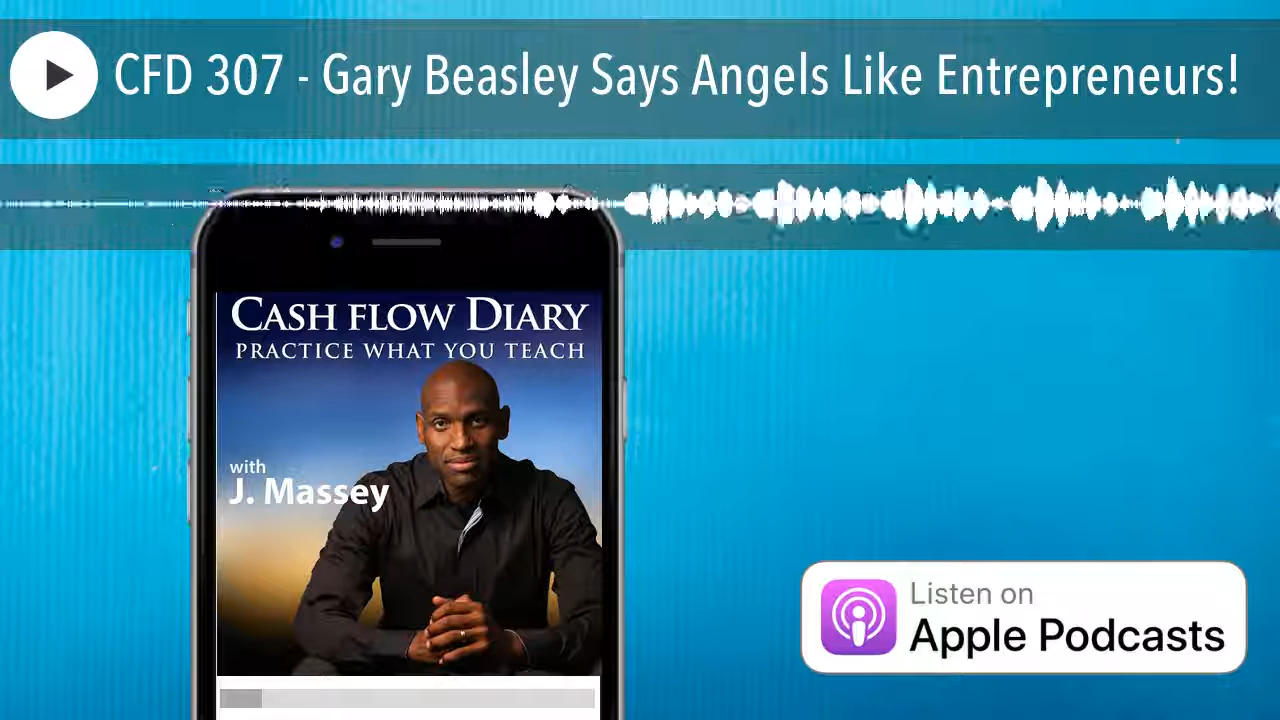 CFD 307 - Gary Beasley Says Angels Like Entrepreneurs!
CASH FLOW DIARY
PRACTICE WHAT YOU TEACH
with
J. Massey
Listen on
Apple Podcasts